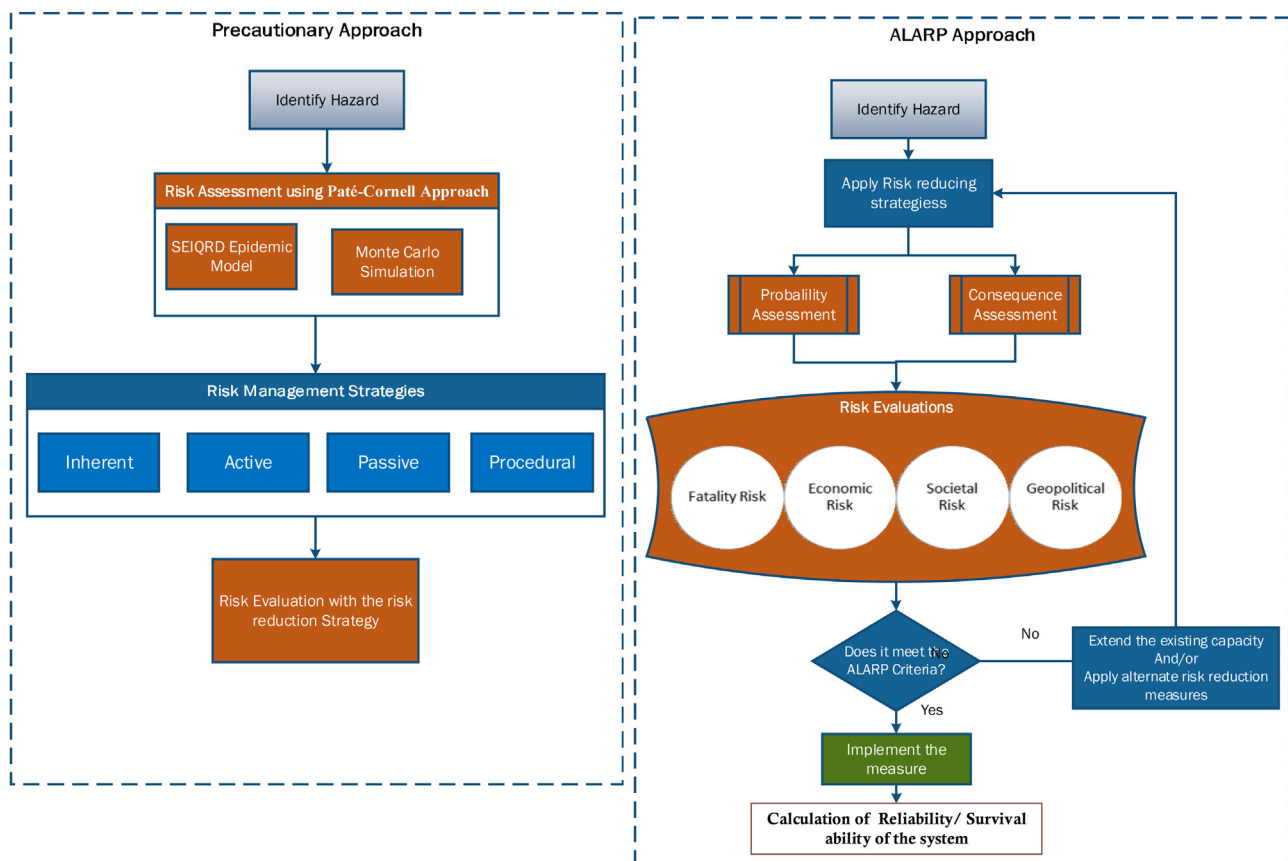 Precautionary Approach
Identify Hazard
Risk Assessment using Paté-Cornell Approach
SEIQRD Epidemic
Model
Monte Carlo
Simulation
Risk Management Strategies
Inherent
Active
Passive
Procedural
Risk Evaluation with the risk
reduction Strategy
ALARP Approach
Identify Hazard
Apply Risk reducing
strategiess
Probalility
Assessment
Consequence
Assessment
Risk Evaluations
Fatality Risk
Economic
Risk
Societal
Risk
Geopolitical
Risk
Does it meet the
ALARP Criteria?
No
No
Extend the existing capacity
And/or
Apply alternate risk reduction
measures
Yes
Implement the
measure
Calculation of Reliability/ Survival
ability of the system